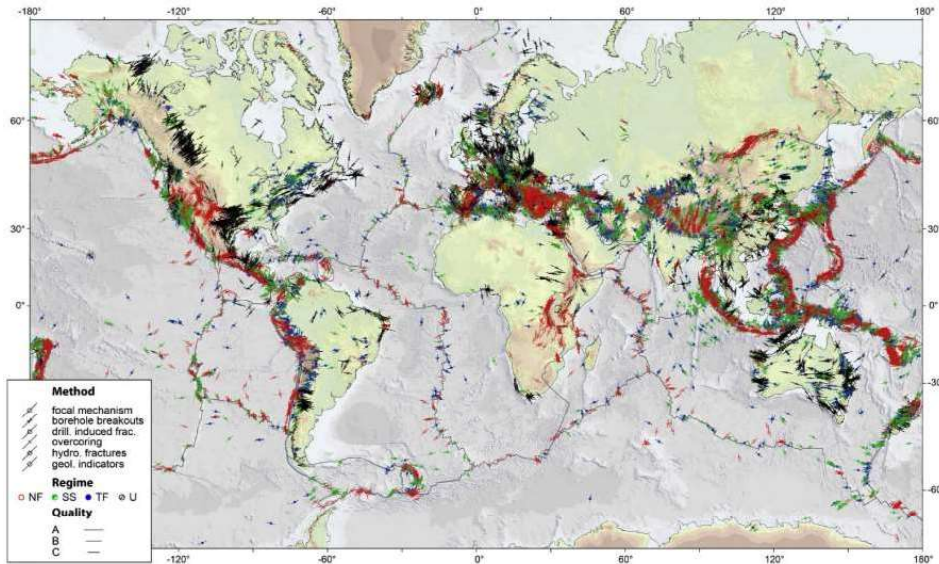 -180° -120° -60° 0° 60° 120° 180°
60° 60°
30° 30°
0° 0°
-30° -30°
-60° -60°
-120° -60° 0° 60° 120° 180°
Method
focal mechanism
borehole breakouts
drill. induced frac.
overcoring
hydro. fractures
geol. indicators
Regime
NF SS TF U
Quality
A
B
C